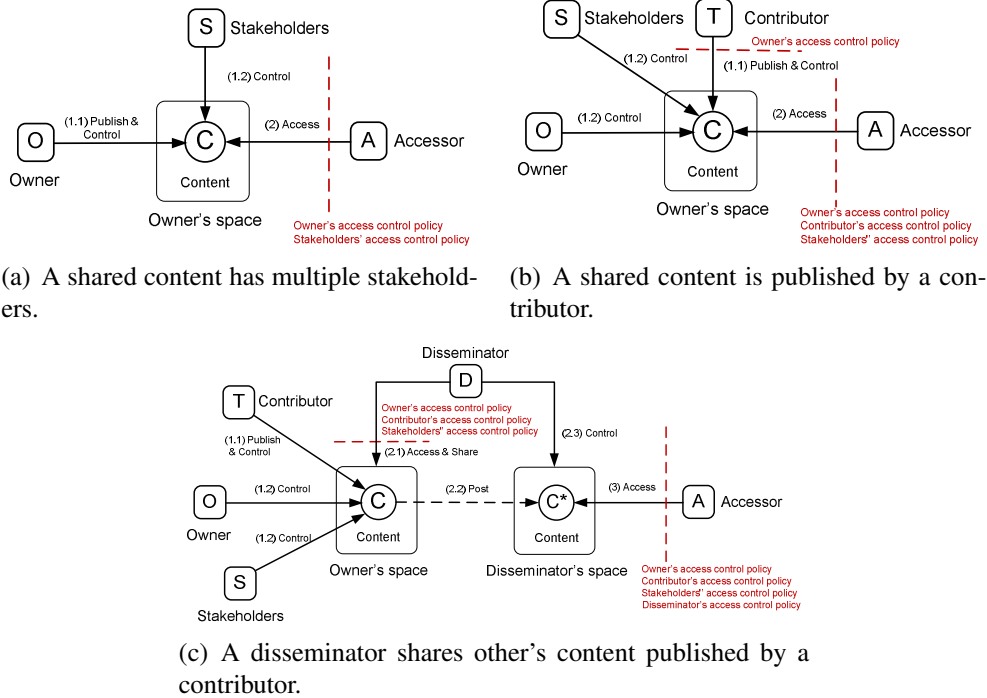 S
Stakeholders
(1.2) Control
(1.1) Publish &
Control
O
C
(2) Access
A
Accessor
Owner
Content
Owner's space
Owner's access control policy
Stakeholders' access control policy
(a) A shared content has multiple stakehold-
ers.
S
Stakeholders
T
Contributor
Owner's access control policy
(1.2) Control
(1.1) Publish & Control
O
(1.2) Control
C
(2) Access
A
Accessor
Owner
Content
Owner's space
Owner's access control policy
Contributor's access control policy
Stakeholders'' access control policy
(b) A shared content is published by a con-
tributor.
Disseminator
D
T
Contributor
Owner's access control policy
Contributor's access control policy
Stakeholders'' access control policy
(1.1) Publish
& Control
(2.1) Access & Share
(2.3) Control
O
(1.2) Control
C
(2.2) Post
C*
(3) Access
A
Accessor
Owner
(1.2) Control
Content
Content
S
Owner's space
Disseminator's space
Stakeholders
Owner's access control policy
Contributor's access control policy
Stakeholders'' access control policy
Disseminator's access control policy
(c) A disseminator shares other's content published by a
contributor.